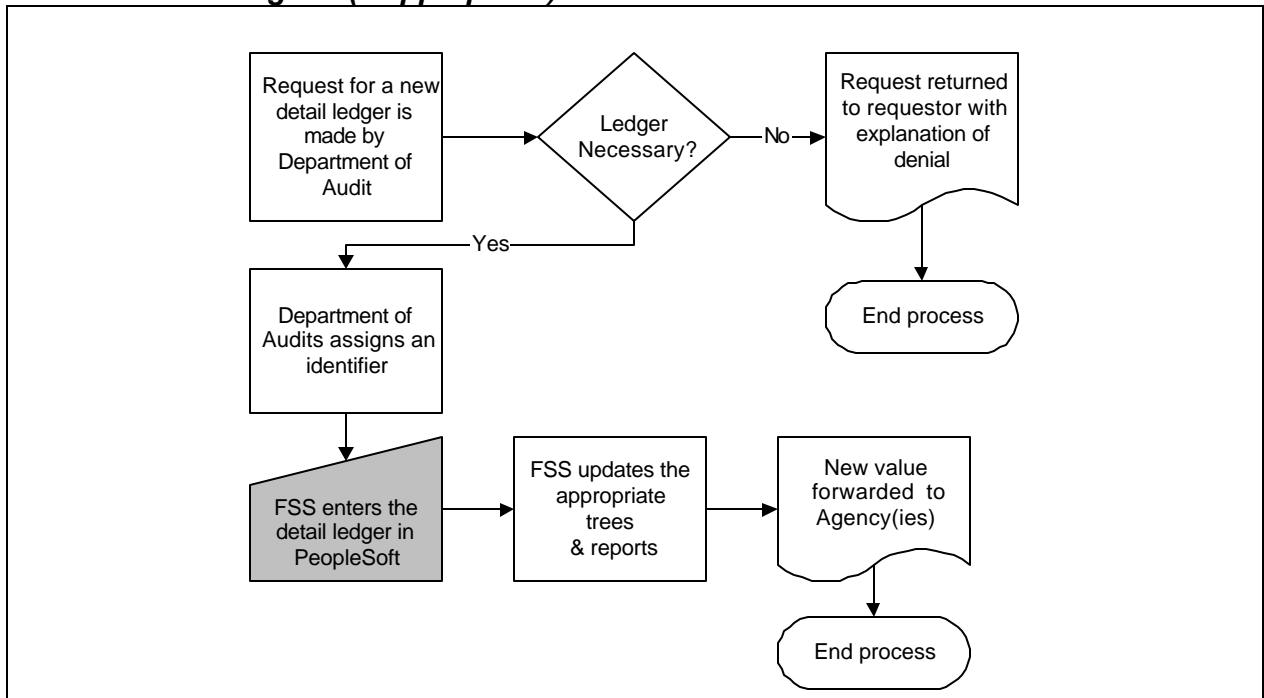 Request for a new
detail ledger is
made by
Department of
Audit
Ledger
Necessary?
No
Request returned
to requestor with
explanation of
denial
End process
Yes
Department of
Audits assigns an
identifier
FSS enters the
detail ledger in
PeopleSoft
FSS updates the
appropriate
trees
& reports
New value
forwarded to
Agency(ies)
End process